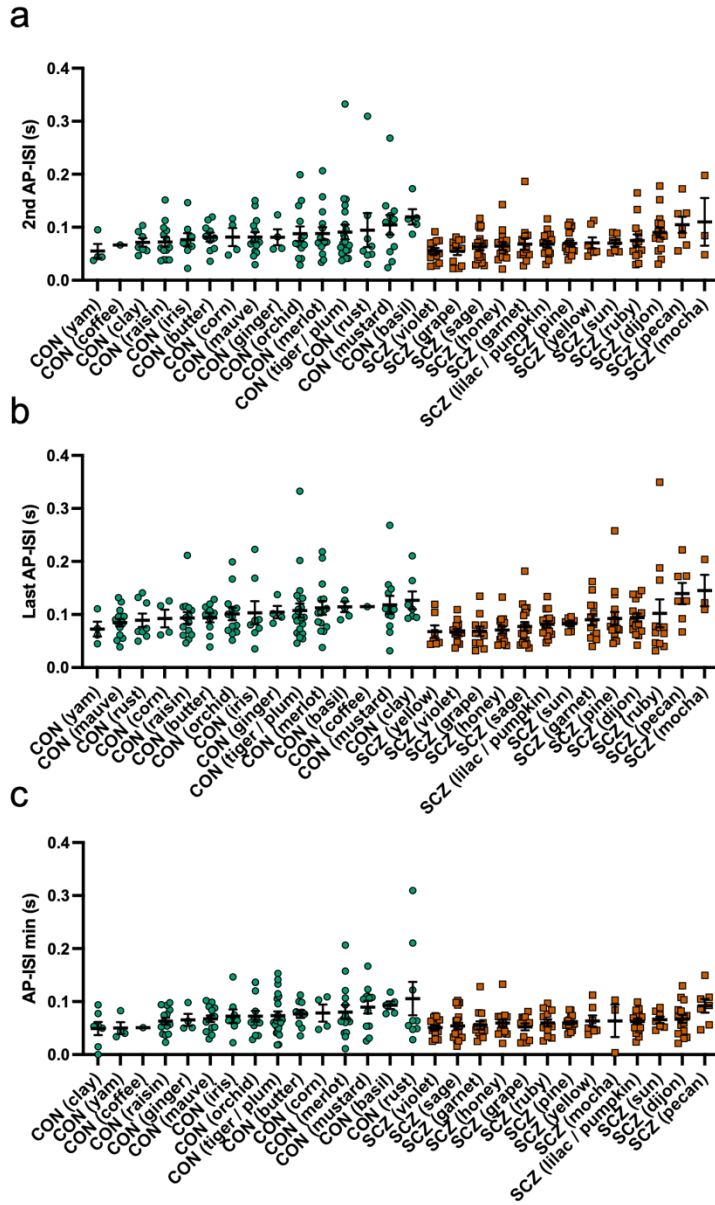 a
2nd AP-ISI (s)
0.4
0.3
0.2
0.1
0.0
CON (yam)
CON (coffee)
CON (clay)
CON (raisin)
CON (iris)
CON (butter)
CON (corn)
CON (mauve)
CON (ginger)
CON (orchid)
CON (merlot)
CON (tiger / plum)
CON (rust)
CON (mustard)
CON (basil)
SCZ (violet)
SCZ (grape)
SCZ (sage)
SCZ (honey)
SCZ (garnet)
SCZ (lilac / pumpkin)
SCZ (pine)
SCZ (yellow)
SCZ (sun)
SCZ (ruby)
SCZ (dijon)
SCZ (pecan)
SCZ (mocha)
b
Last AP-ISI (s)
0.4
0.3
0.2
0.1
0.0
CON (yam)
CON (mauve)
CON (rust)
CON (corn)
CON (raisin)
CON (butter)
CON (orchid)
CON (iris)
CON (ginger)
CON (tiger / plum)
CON (merlot)
CON (basil)
CON (coffee)
CON (mustard)
CON (clay)
SCZ (yellow)
SCZ (violet)
SCZ (grape)
SCZ (honey)
SCZ (sage)
SCZ (lilac / pumpkin)
SCZ (sun)
SCZ (garnet)
SCZ (pine)
SCZ (dijon)
SCZ (ruby)
SCZ (pecan)
SCZ (mocha)
c
AP-ISI min (s)
0.4
0.3
0.2
0.1
0.0
CON (clay)
CON (yam)
CON (coffee)
CON (raisin)
CON (ginger)
CON (mauve)
CON (iris)
CON (orchid)
CON (tiger / plum)
CON (butter)
CON (corn)
CON (merlot)
CON (mustard)
CON (basil)
CON (rust)
SCZ (violet)
SCZ (sage)
SCZ (garnet)
SCZ (honey)
SCZ (grape)
SCZ (ruby)
SCZ (pine)
SCZ (yellow)
SCZ (mocha)
SCZ (lilac / pumpkin)
SCZ (sun)
SCZ (dijon)
SCZ (pecan)